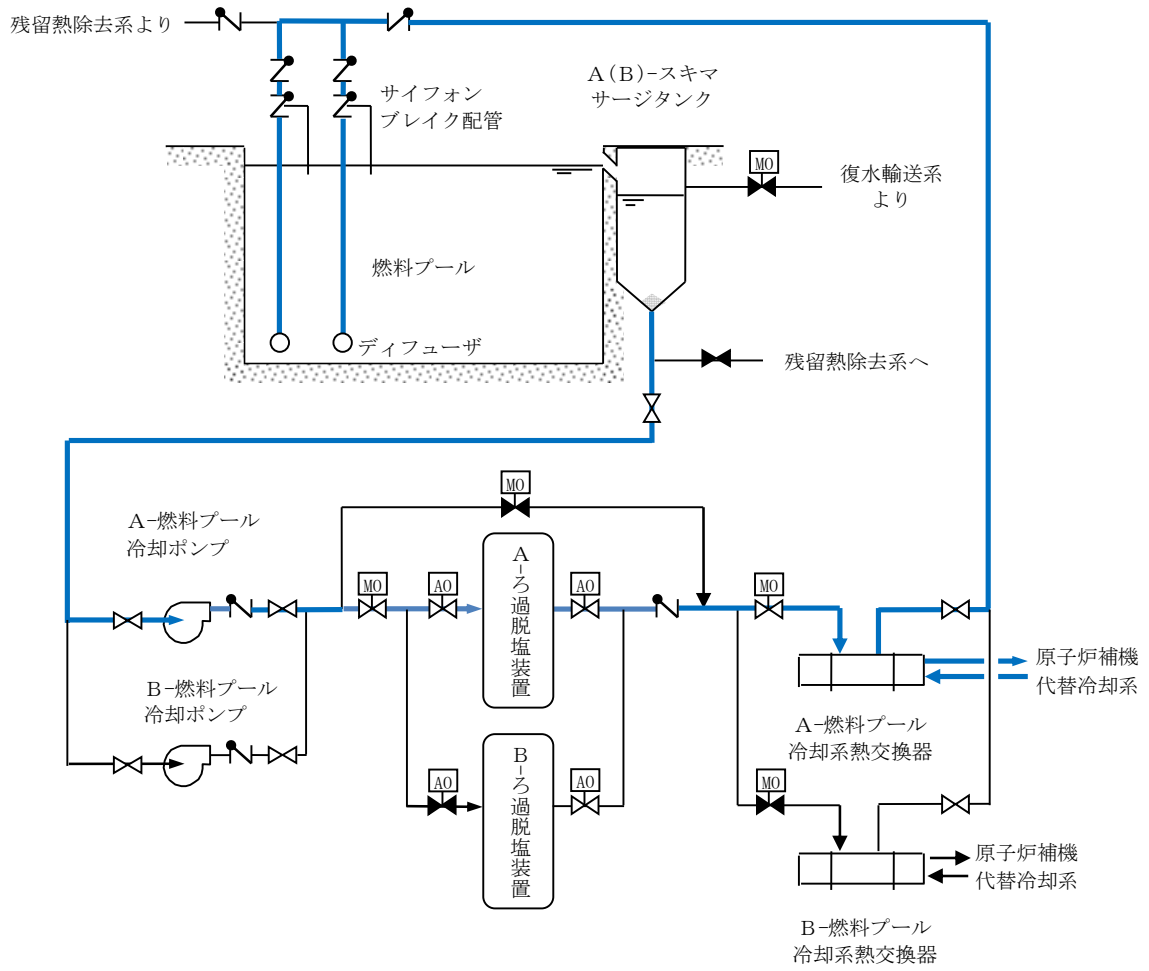 残留熱除去系より
A(B)-スキマ
サージタンク
サイフォン
ブレイク配管
MO
復水輸送系
より
燃料プール
ディフューザ
残留熱除去系へ
MO
A-燃料プール
冷却ポンプ
MO
AO
A-ろ過脱塩装置
AO
MO
原子炉補機
代替冷却系
B-燃料プール
冷却ポンプ
A-燃料プール
冷却系熱交換器
AO
B-ろ過脱塩装置
AO
MO
原子炉補機
代替冷却系
B-燃料プール
冷却系熱交換器